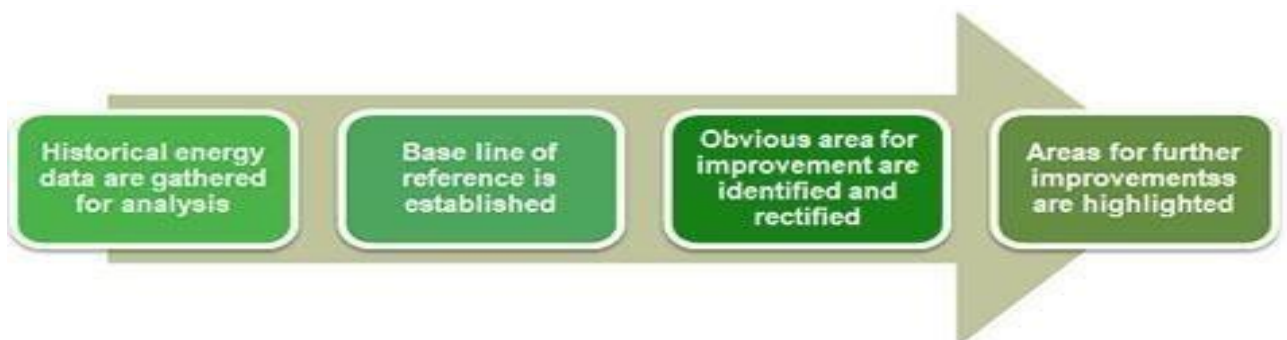 Historical energy
data are gathered
for analysis
Base line of
reference is
established
Obvious area for
improvement are
identified and
rectified
Areas for further
improvementss
are highlighted